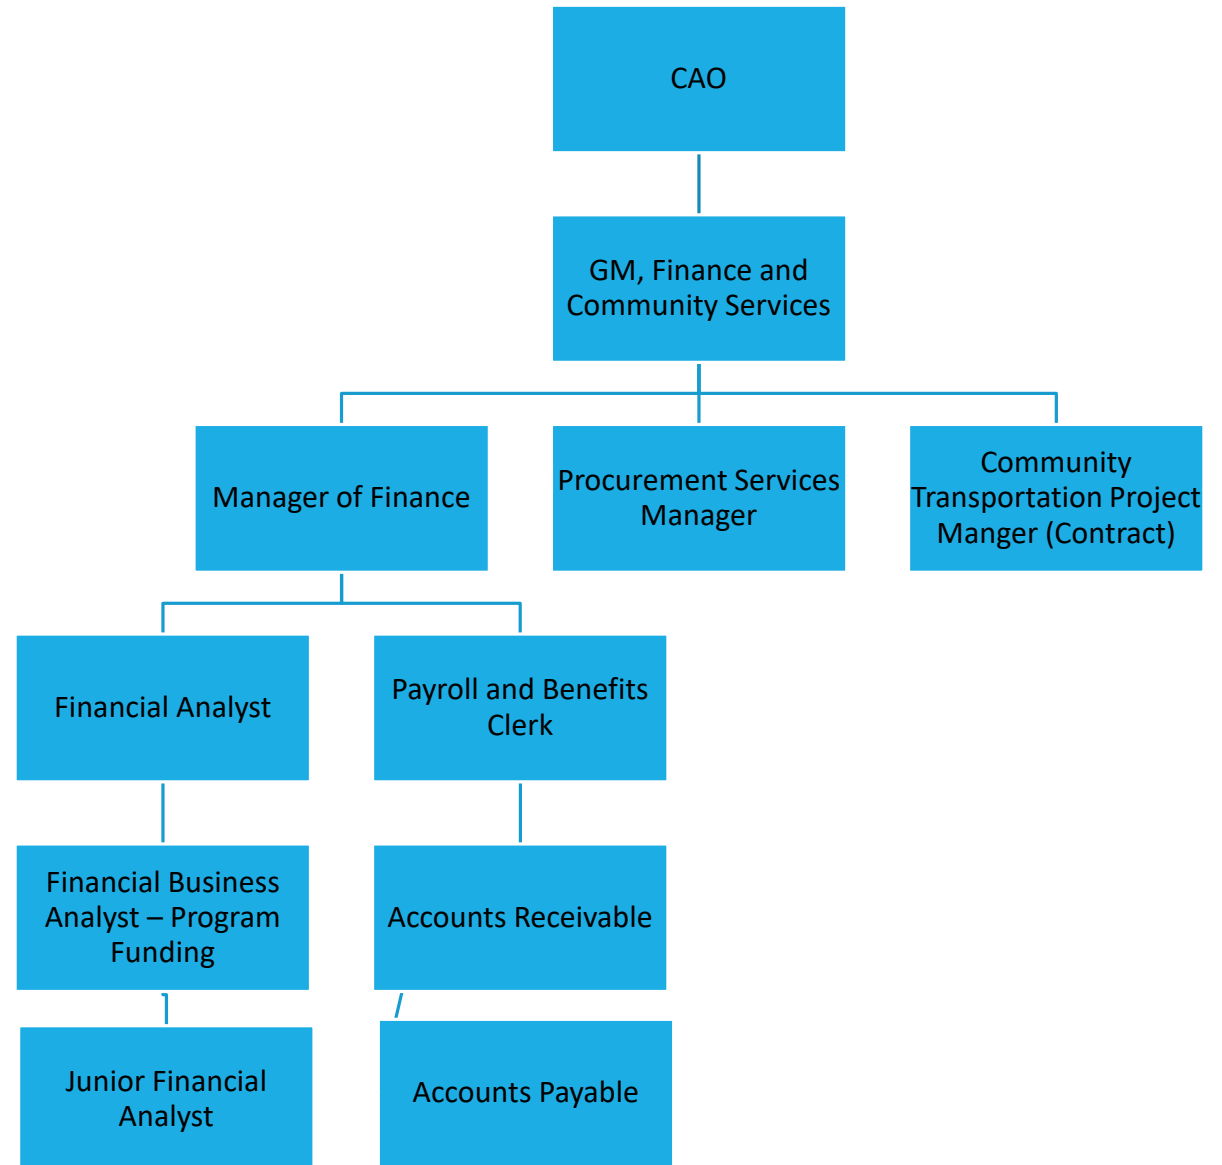 CAO
GM, Finance and
Community Services
Manager of Finance
Procurement Services
Manager
Community
Transportation Project
Manger (Contract)
Financial Analyst
Payroll and Benefits
Clerk
Financial Business
Analyst – Program
Funding
Accounts Receivable
Junior Financial
Analyst
Accounts Payable